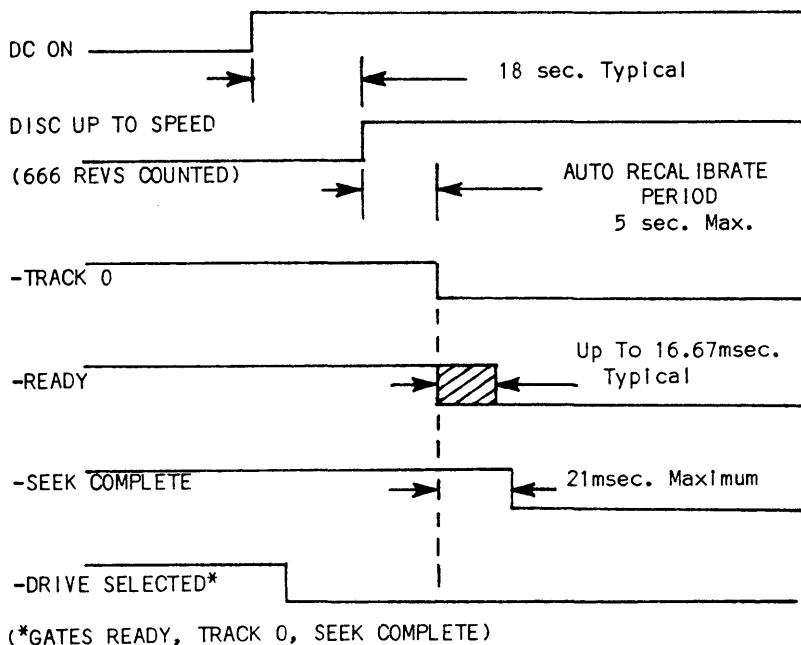 DC ON
18 sec. Typical
DISC UP TO SPEED
(666 REVS COUNTED)
AUTO RECALIBRATE
PERIOD
5 sec. Max.
-TRACK 0
Up To 16.67msec.
Typical
-READY
-SEEK COMPLETE
21msec. Maximum
-DRIVE SELECTED*
(*GATES READY, TRACK 0, SEEK COMPLETE)